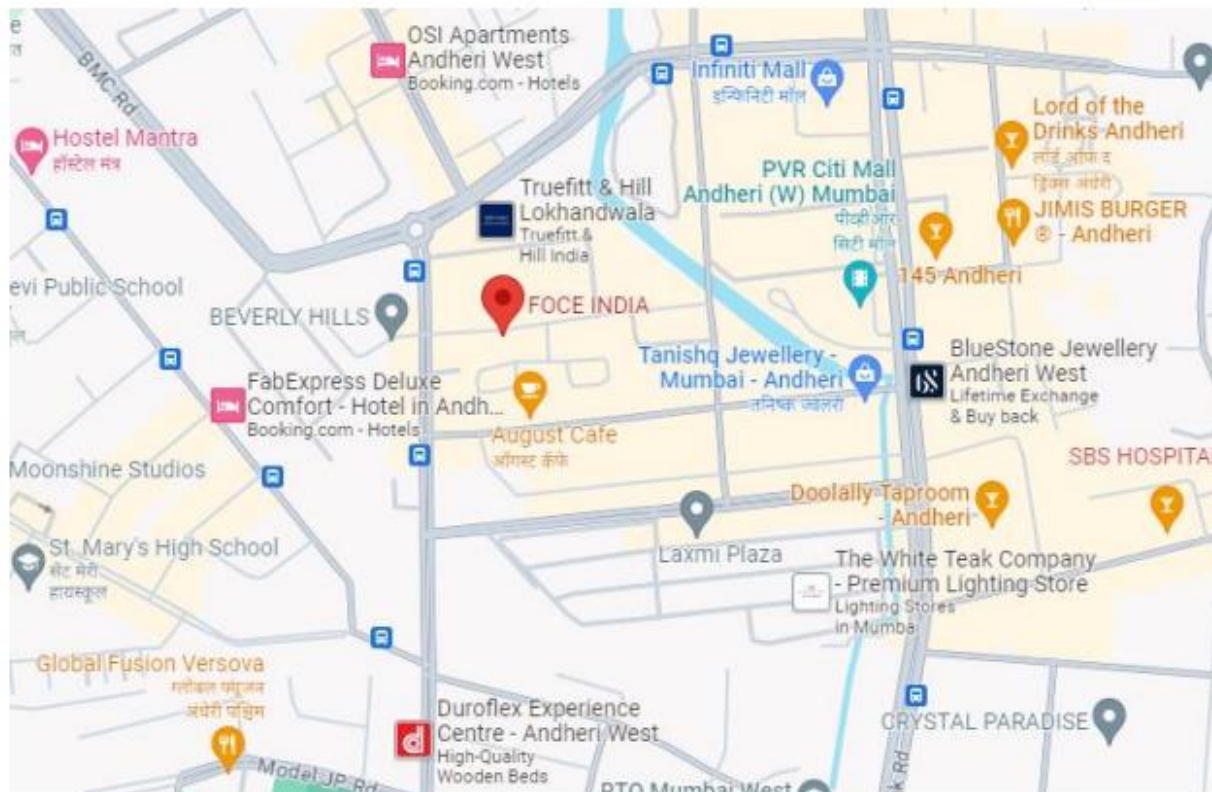 OSI Apartments
Andheri West
Booking.com - Hotels
BMC Rd
Infiniti Mall
इन्फिनिटी मॉल
Hostel Mantra
हॉस्टेल मंत्र
Lord of the
Drinks Andheri
लॉर्ड ऑफ द
ड्रिंक्स अंधेरी
PVR Citi Mall
Andheri (W) Mumbai
पीव्हीआर
सिटी मॉल
Truefitt & Hill
Lokhandwala
Truefitt &
Hill India
JIMIS BURGER
® - Andheri
145 Andheri
evi Public School
BEVERLY HILLS
FOCE INDIA
Tanishq Jewellery -
Mumbai - Andheri
तनिष्क ज्वेलरी
BlueStone Jewellery
Andheri West
Lifetime Exchange
& Buy back
FabExpress Deluxe
Comfort - Hotel in Andh...
Booking.com - Hotels
August Cafe
ऑगस्ट कॅफे
Moonshine Studios
SBS HOSPITA
Doolally Taproom
- Andheri
Laxmi Plaza
St. Mary's High School
सेंट मेरी
हायस्कूल
The White Teak Company
- Premium Lighting Store
Lighting Stores
in Mumba
Global Fusion Versova
ग्लोबल फ्यूजन
अंधेरी पश्चिम
Duroflex Experience
Centre - Andheri West
High-Quality
Wooden Beds
CRYSTAL PARADISE
Model JP Rd
RTO Mumbai West
k Rd